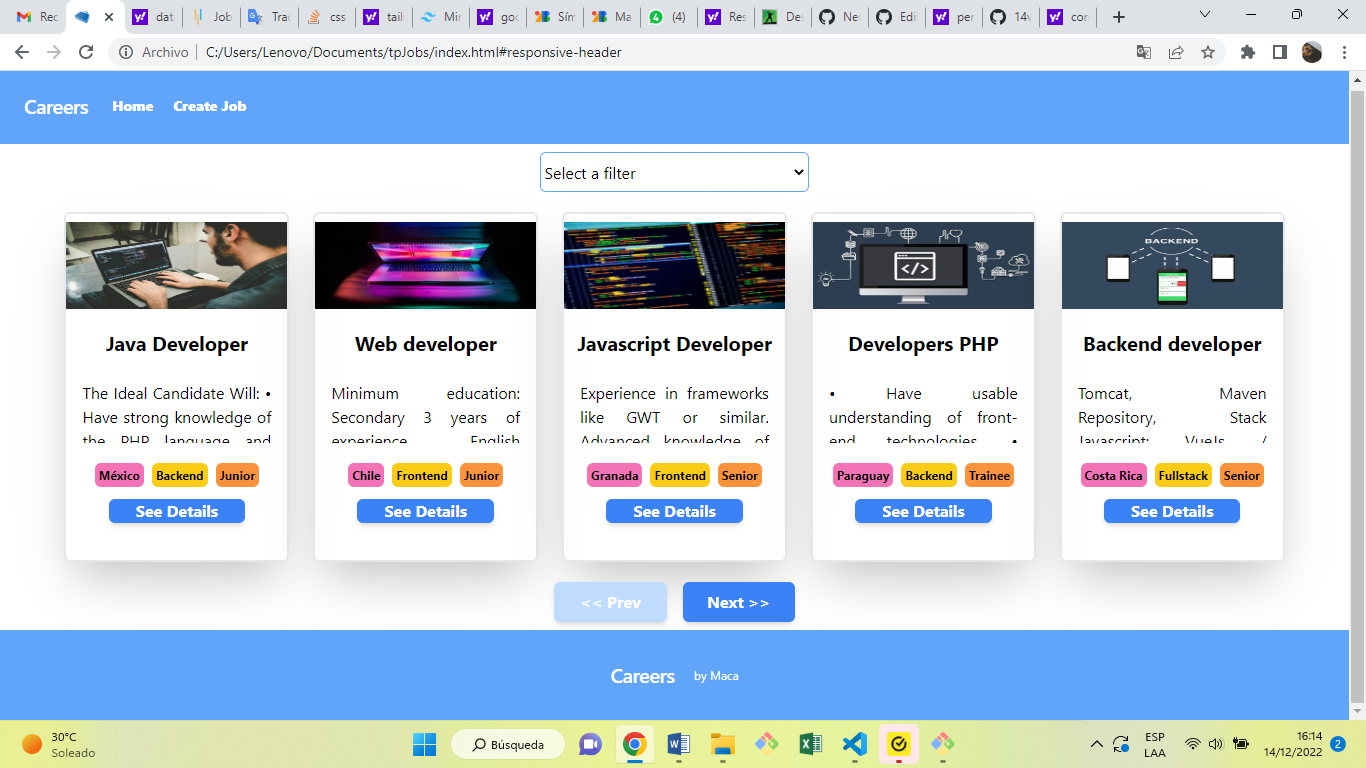 Rec
dat
Job
Trad
css
tail
Mir
goo
Sím
Ma
(4)
Res
Des
Nev
Edi
per
14v
cor
Archivo
C:/Users/Lenovo/Documents/tpJobs/index.html#responsive-header
Careers Home Create Job
Select a filter
Java Developer
The Ideal Candidate Will: •
Have strong knowledge of
the PHP language and
México Backend Junior
See Details
Web developer
Minimum education:
Secondary 3 years of
experience English
Chile Frontend Junior
See Details
Javascript Developer
Experience in frameworks
like GWT or similar.
Advanced knowledge of
Granada Frontend Senior
See Details
</>
Developers PHP
• Have usable
understanding of front-
end technologies •
Paraguay Backend Trainee
See Details
BACKEND
Backend developer
Tomcat, Maven
Repository, Stack
Javascript: VueJs /
Costa Rica Fullstack Senior
See Details
<< Prev Next >>
Careers by Maca
30°C
Soleado
Búsqueda
ESP
LAA
16:14
14/12/2022
2